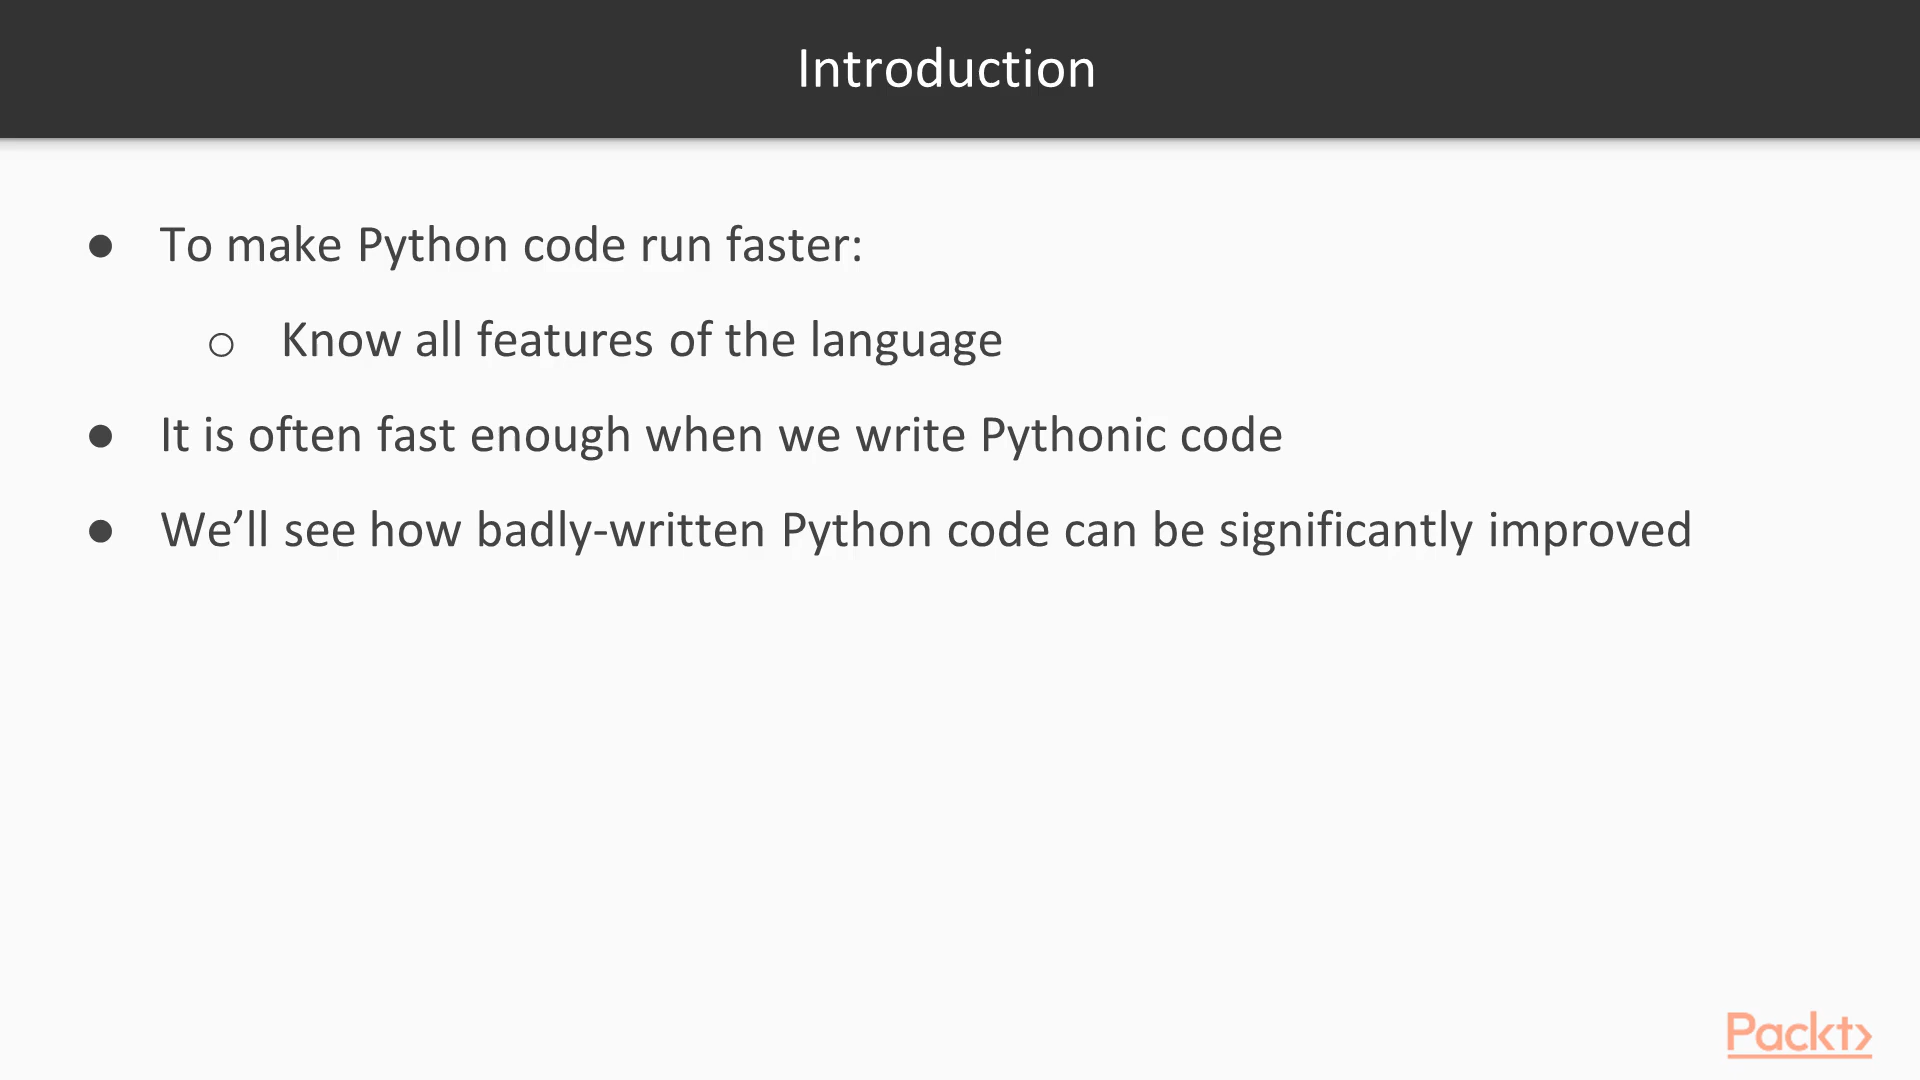 Introduction
● To make Python code run faster:
○ Know all features of the language
● It is often fast enough when we write Pythonic code
● We’ll see how badly-written Python code can be significantly improved
Packt>